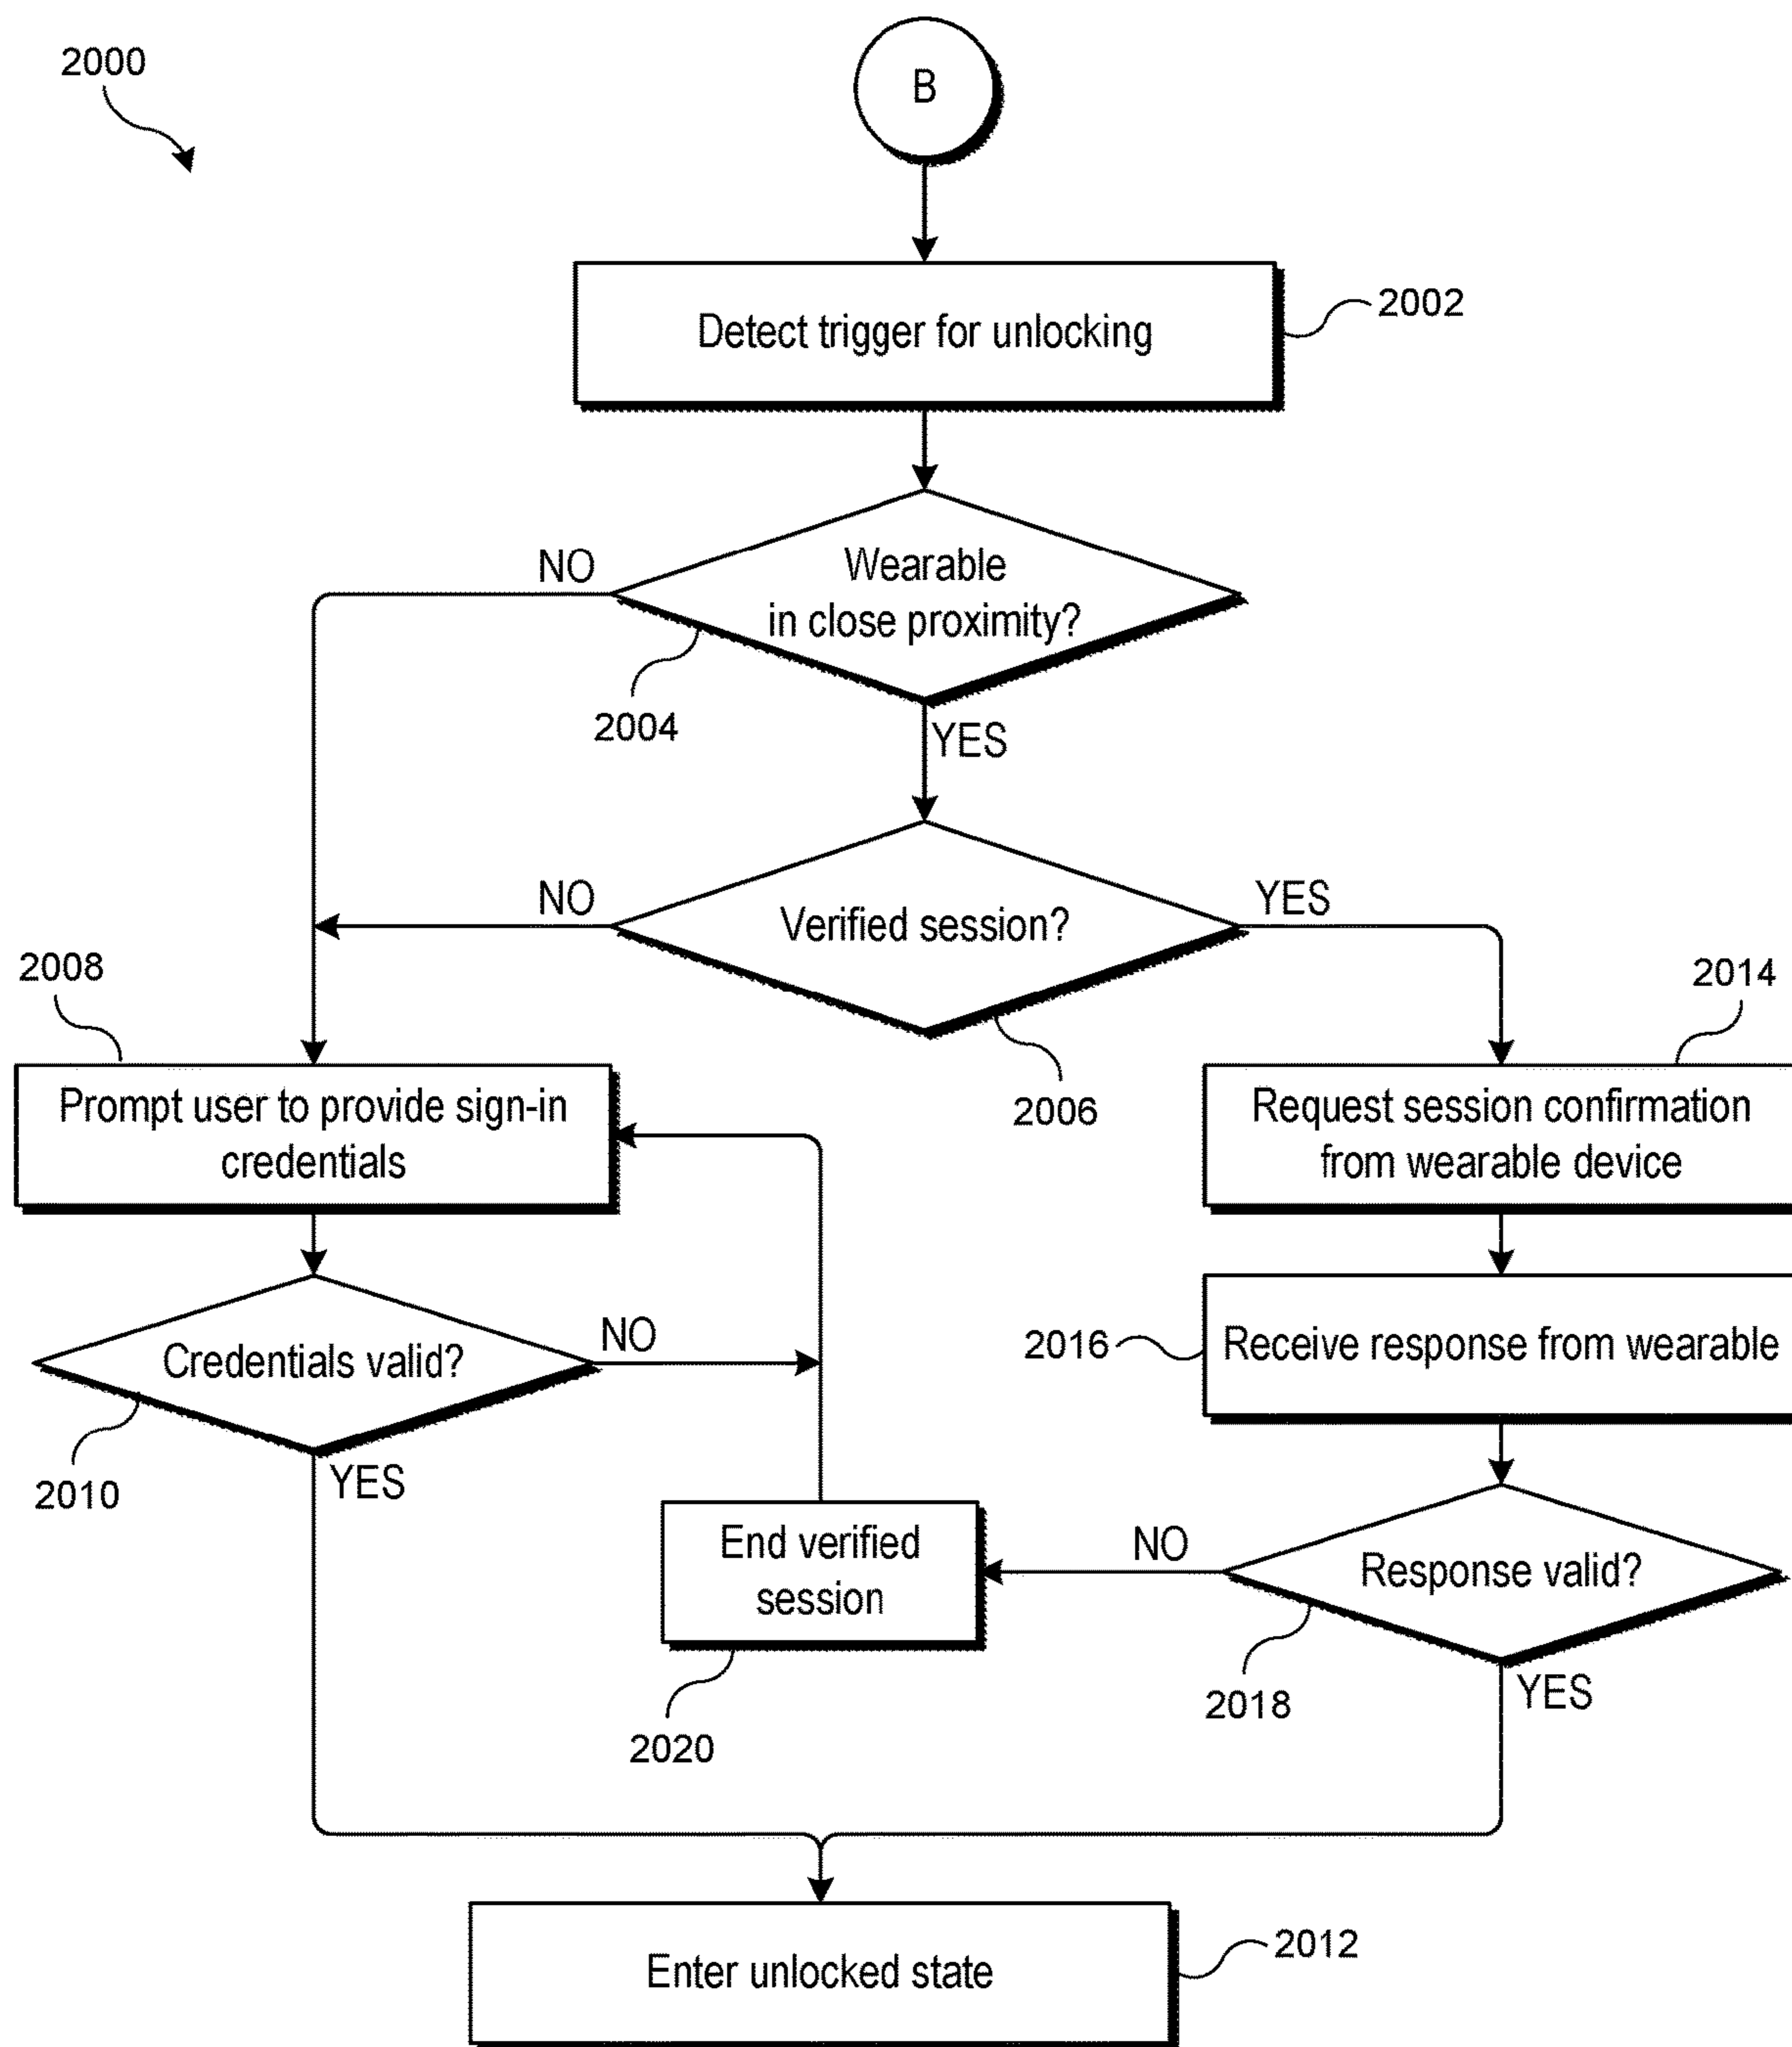 2000
B
Detect trigger for unlocking
2002
NO
Wearable
in close proximity?
2004
YES
NO
Verified session?
YES
2008
2014
Prompt user to provide sign-in
credentials
2006
Request session confirmation
from wearable device
NO
Credentials valid?
2016
Receive response from wearable
2010
YES
End verified
session
NO
Response valid?
2020
2018
YES
Enter unlocked state
2012